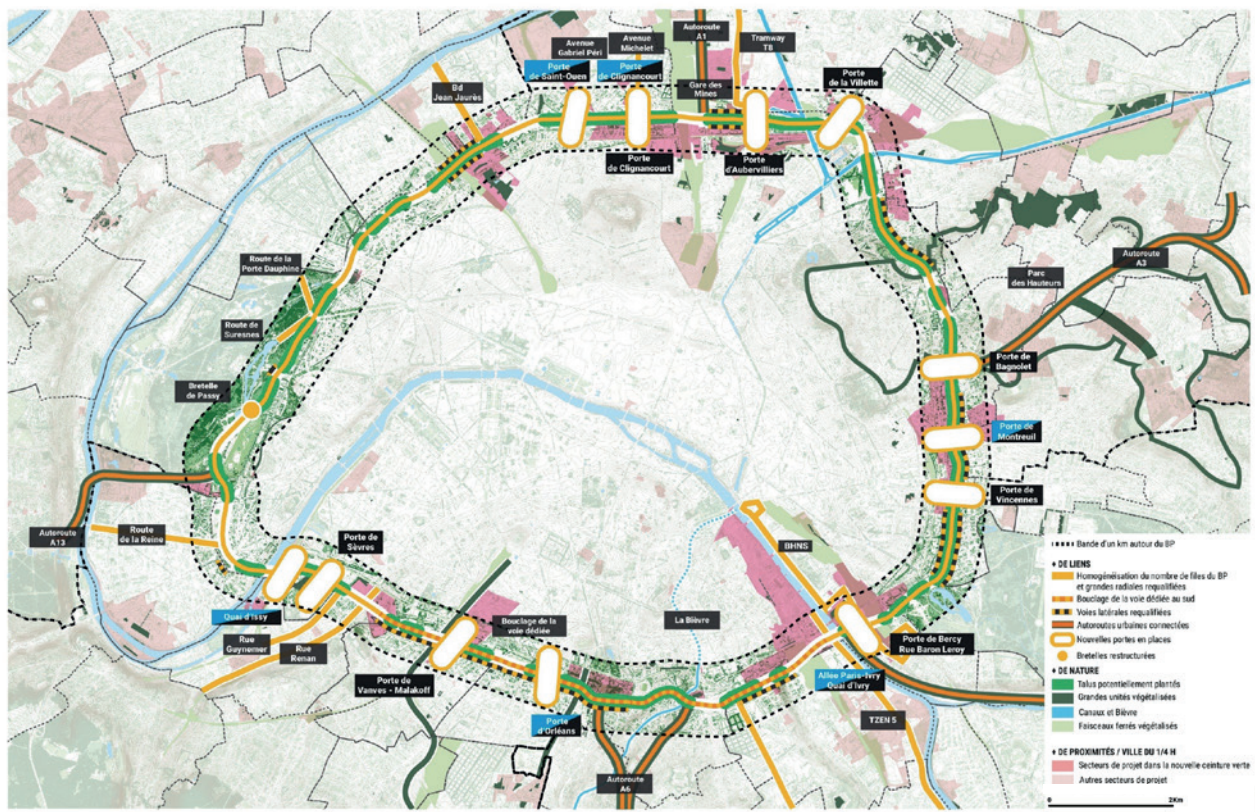 Avenue
Gabriel Péri
Avenue
Michelet
Autoroute
A1
Tramway
T8
Porte
de Saint-Ouen
Porte
de Clignancourt
Gare des
Mines
Porte
de la Villette
Bd
Jean Jaurès
Porte
de Clignancourt
Porte
d'Aubervilliers
Route de la
Porte Dauphine
Autoroute
A3
Parc
des Hauteurs
Route de
Suresnes
Bretelle
de Passy
Porte de
Bagnolet
Porte de
Montreuil
Porte de
Vincennes
Autoroute
A13
Route
de la Reine
Porte de
Sèvres
BHNS
Quai d'Issy
Rue
Guynemer
Rue
Renan
Bouclage de la
voie dédiée
La Bièvre
Porte de Bercy
Rue Baron Leroy
Porte de
Vanves - Malakoff
Allée Paris-Ivry
Quai d'Ivry
Porte
d'Orléans
TZEN 5
Autoroute
A6
Bande d'un km autour du BP
♦ DE LIENS
Homogénéisation du nombre de files du BP
et grandes radiales requalifiées
Bouclage de la voie dédiée au sud
Voies latérales requalifiées
Autoroutes urbaines connectées
Nouvelles portes en places
Bretelles restructurées
♦ DE NATURE
Talus potentiellement plantés
Grandes unités végétalisées
Canaux et Bièvre
Faisceaux ferrés végétalisés
♦ DE PROXIMITÉS / VILLE DU 1/4 H
Secteurs de projet dans la nouvelle ceinture verte
Autres secteurs de projet
0 2Km